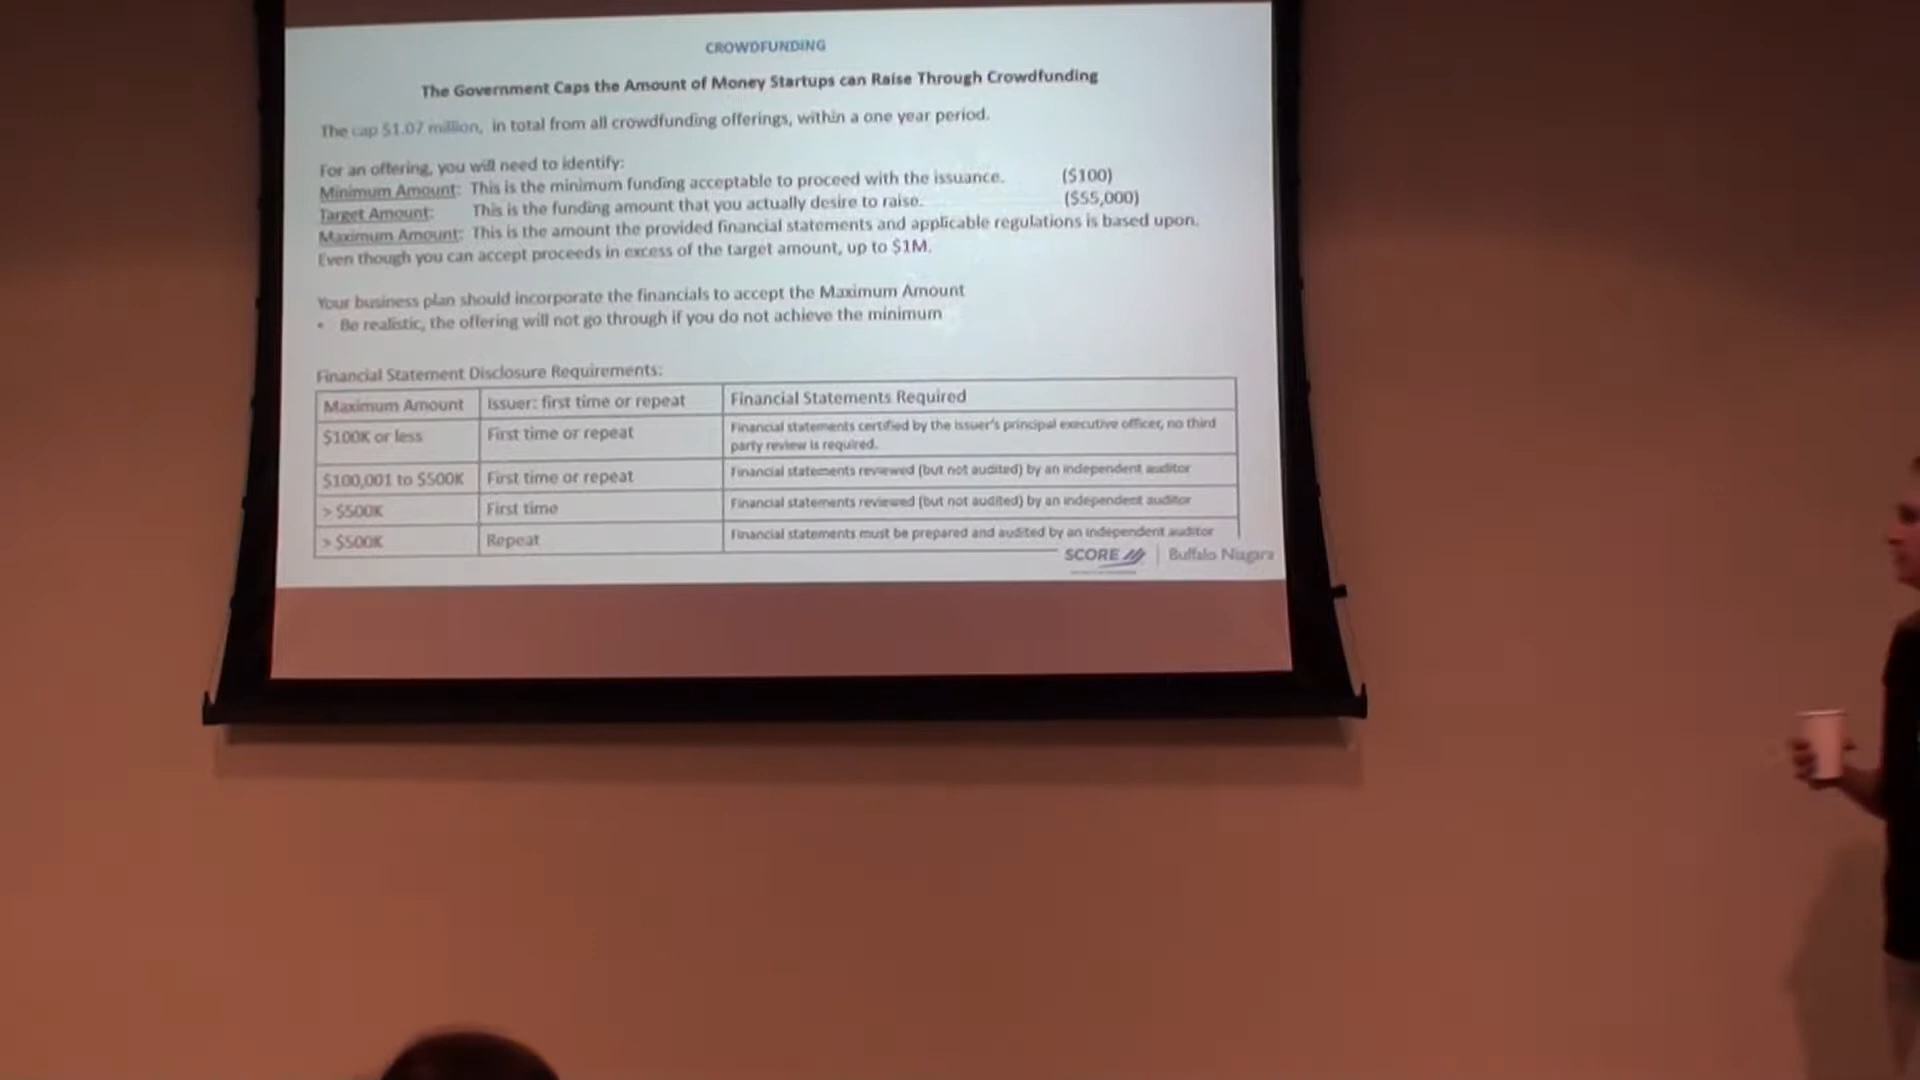 CROWDFUNDING
The Government Caps the Amount of Money Startups can Raise Through Crowdfunding
The cap $1.07 million, in total from all crowdfunding offerings, within a one year period.
For an offering, you will need to identify:
Minimum Amount: This is the minimum funding acceptable to proceed with the issuance. ($100)
Target Amount: This is the funding amount that you actually desire to raise. ($55,000)
Maximum Amount: This is the amount the provided financial statements and applicable regulations is based upon.
Even though you can accept proceeds in excess of the target amount, up to $1M.
Your business plan should incorporate the financials to accept the Maximum Amount
• Be realistic, the offering will not go through if you do not achieve the minimum
Financial Statement Disclosure Requirements:
Maximum Amount Issuer: first time or repeat Financial Statements Required
$100K or less First time or repeat Financial statements certified by the issuer's principal executive officer, no third
party review is required.
$100,001 to $500K First time or repeat Financial statements reviewed (but not audited) by an independent auditor
> $500K First time Financial statements reviewed (but not audited) by an independent auditor
> $500K Repeat Financial statements must be prepared and audited by an independent auditor
SCORE | Buffalo Niagara